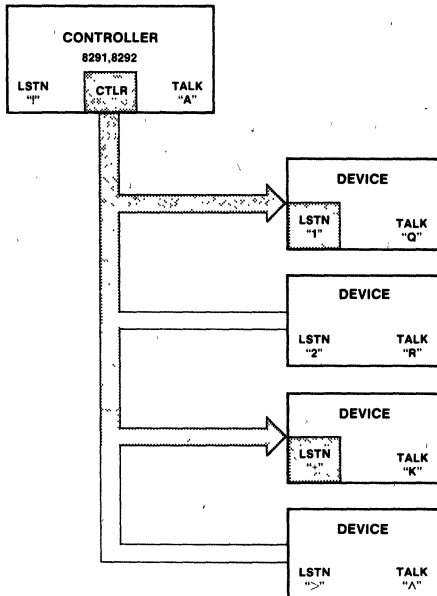 CONTROLLER
8291,8292
LSTN
"!"
CTLR
TALK
"A"
DEVICE
LSTN
"1"
TALK
"Q"
DEVICE
LSTN
"2"
TALK
"R"
DEVICE
LSTN
"+"
TALK
"K"
DEVICE
LSTN
">"
TALK
"^"